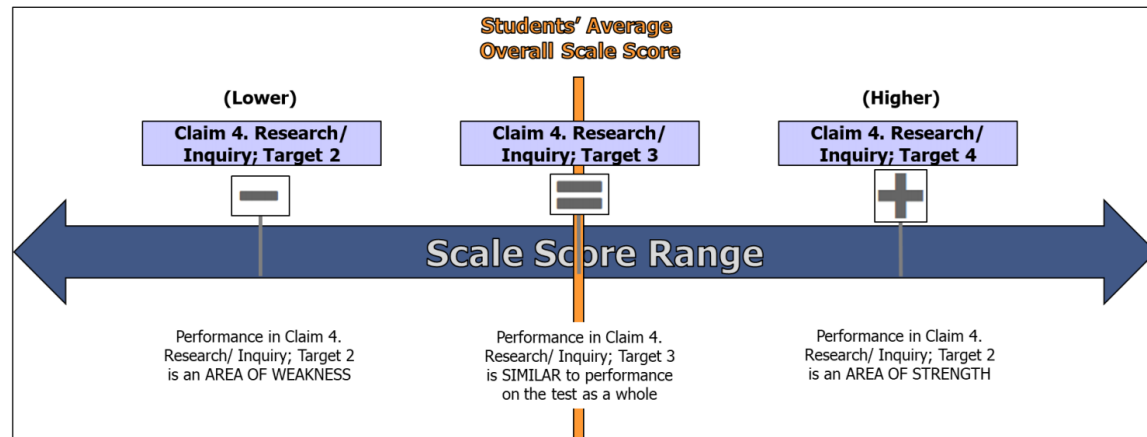 Students’ Average
Overall Scale Score
(Lower)
(Higher)
Claim 4. Research/
Inquiry; Target 2
Claim 4. Research/
Inquiry; Target 3
Claim 4. Research/
Inquiry; Target 4
Scale Score Range
Performance in Claim 4.
Research/ Inquiry; Target 2
is an AREA OF WEAKNESS
Performance in Claim 4.
Research/ Inquiry; Target 3
is SIMILAR to performance
on the test as a whole
Performance in Claim 4.
Research/ Inquiry; Target 2
is an AREA OF STRENGTH